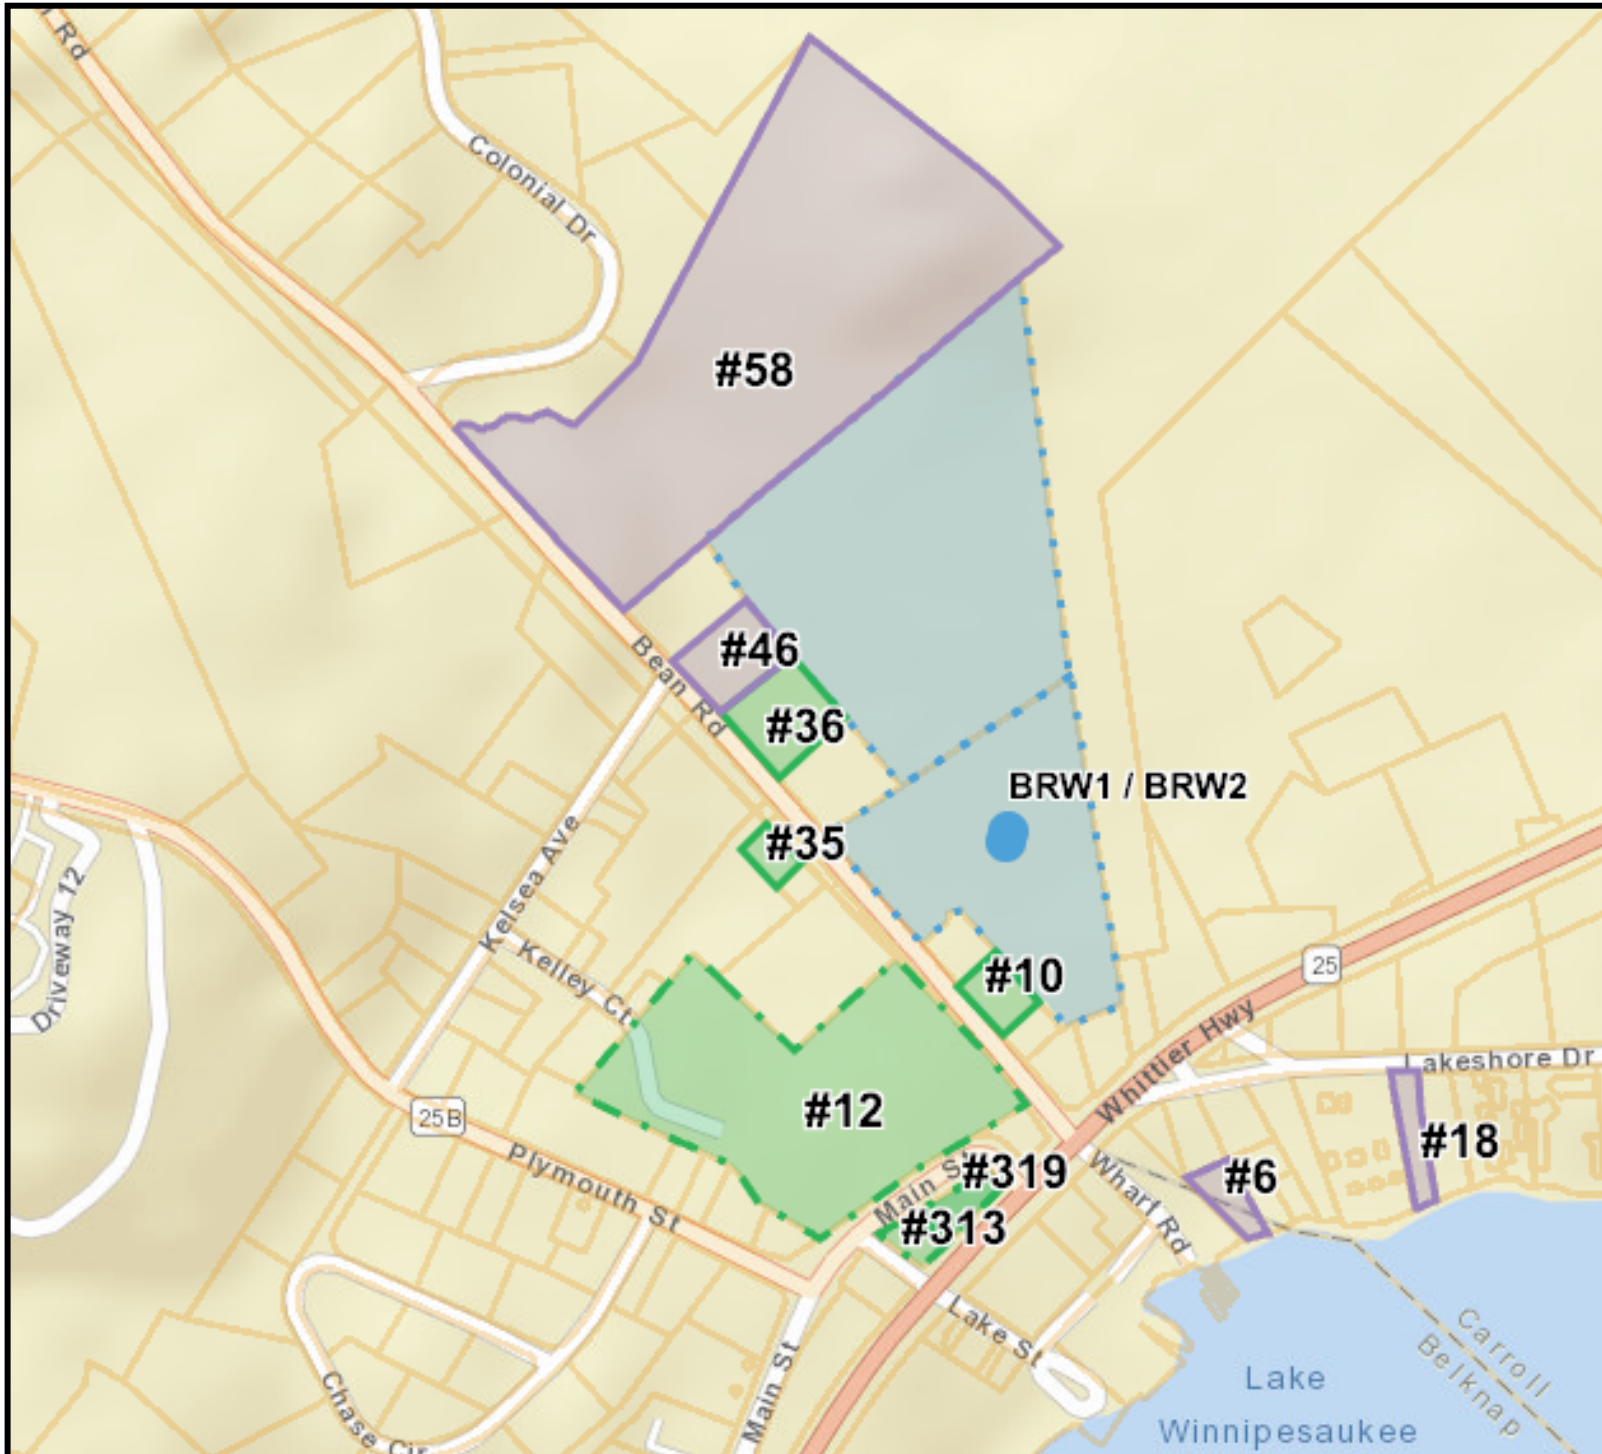 Rd
Colonial Dr
#58
#46
Bean Rd
#36
BRW1 / BRW2
#35
Kelsea Ave
Driveway 12
Kelley Ct
#10
25
Whittier Hwy
Lakeshore Dr
#12
25B
Plymouth St
Main St
#319
#313
Wharf Rd
#6
#18
Lake St
Main St
Chase Cir
Carroll
Belknap
Lake
Winnipesaukee